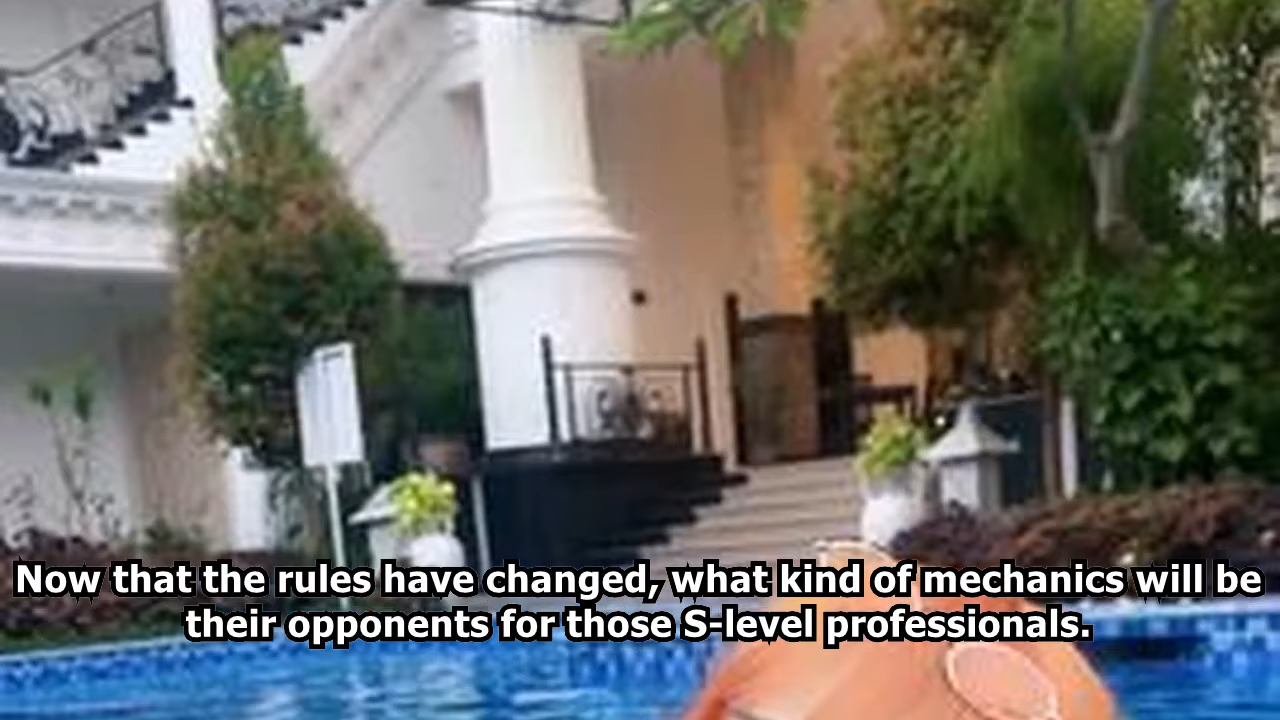 Now that the rules have changed, what kind of mechanics will be
their opponents for those S-level professionals.